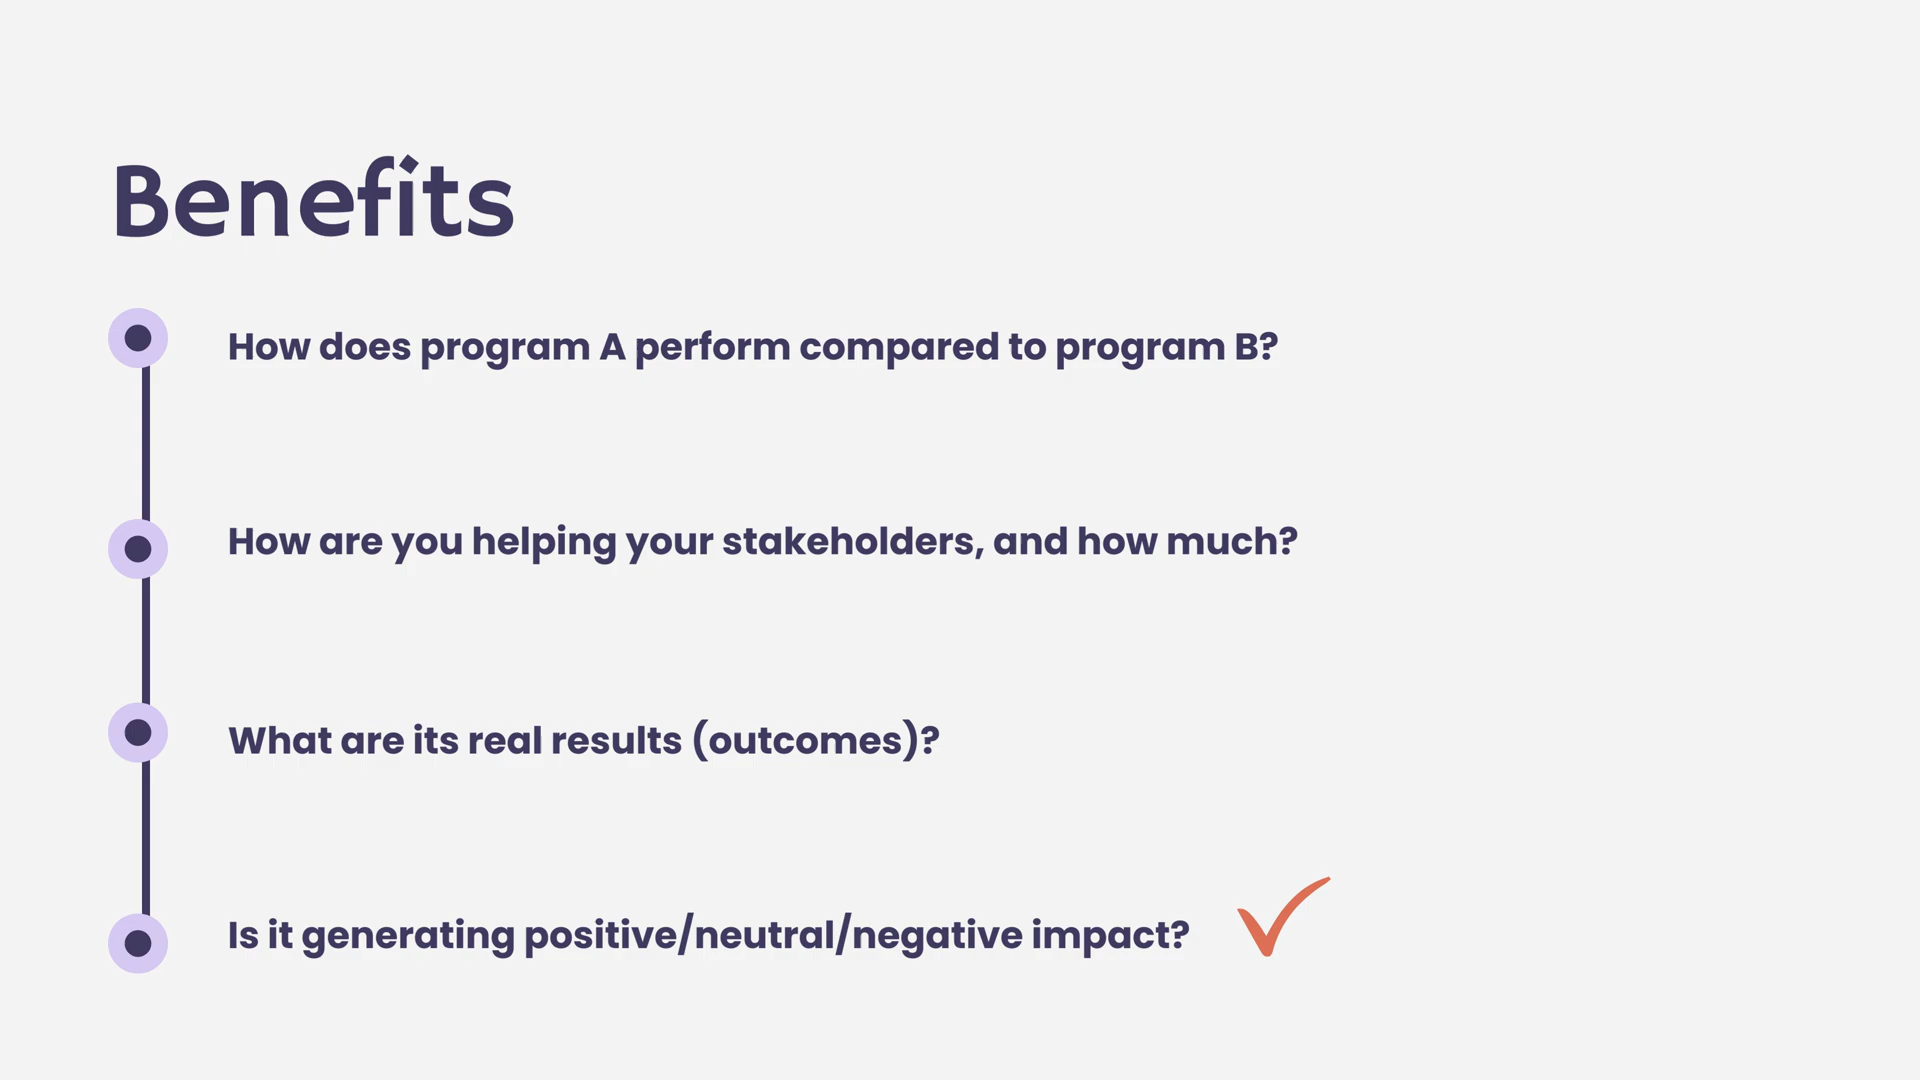 Benefits
How does program A perform compared to program B?
How are you helping your stakeholders, and how much?
What are its real results (outcomes)?
Is it generating positive/neutral/negative impact?